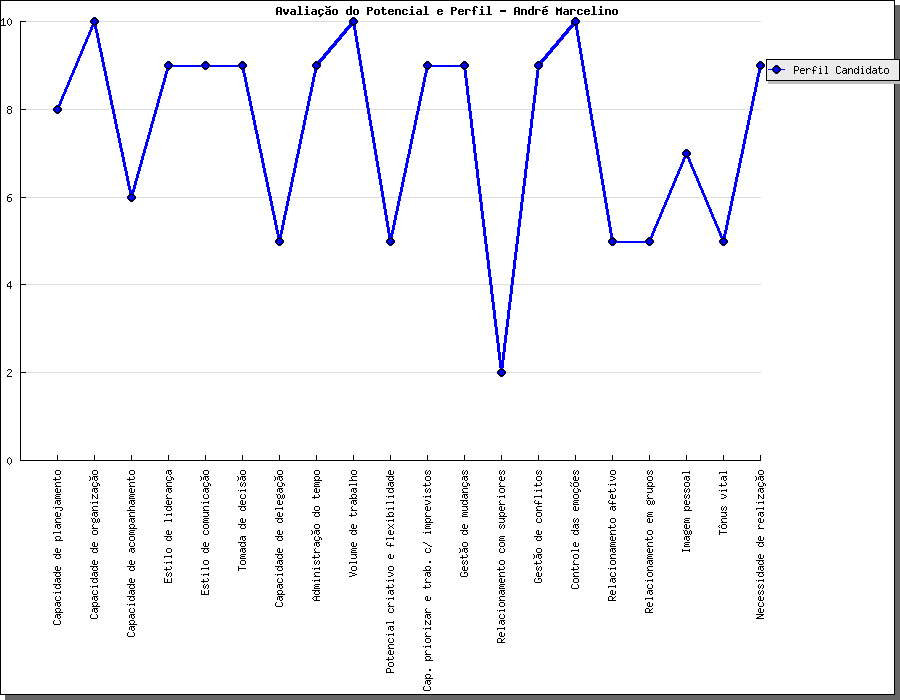 Avaliação do Potencial e Perfil - André Marcelino
Perfil Candidato
10
8
6
4
2
0
Capacidade de planejamento
Capacidade de organização
Capacidade de acompanhamento
Estilo de liderança
Estilo de comunicação
Tomada de decisão
Capacidade de delegação
Administração do tempo
Volume de trabalho
Potencial criativo e flexibilidade
Cap. priorizar e trab. c/ imprevistos
Gestão de mudanças
Relacionamento com superiores
Gestão de conflitos
Controle das emoções
Relacionamento afetivo
Relacionamento em grupos
Imagem pessoal
Tônus vital
Necessidade de realização